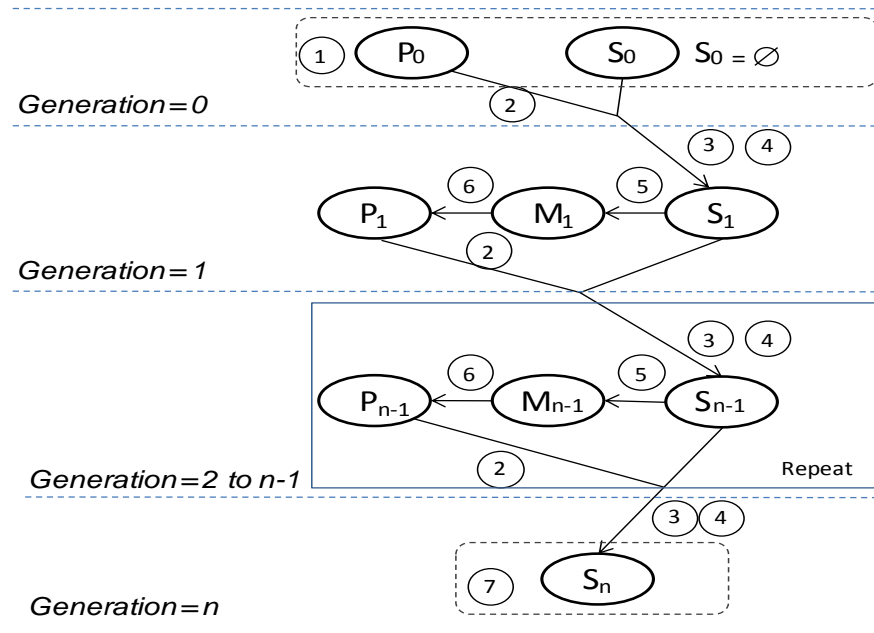 1 P0 S0 S0 = ∅
2
Generation=0
3 4
6 5
P1 M1 S1
2
Generation=1
3 4
6 5
Pn-1 Mn-1 Sn-1
2 Repeat
Generation=2 to n-1
3 4
7 Sn
Generation=n